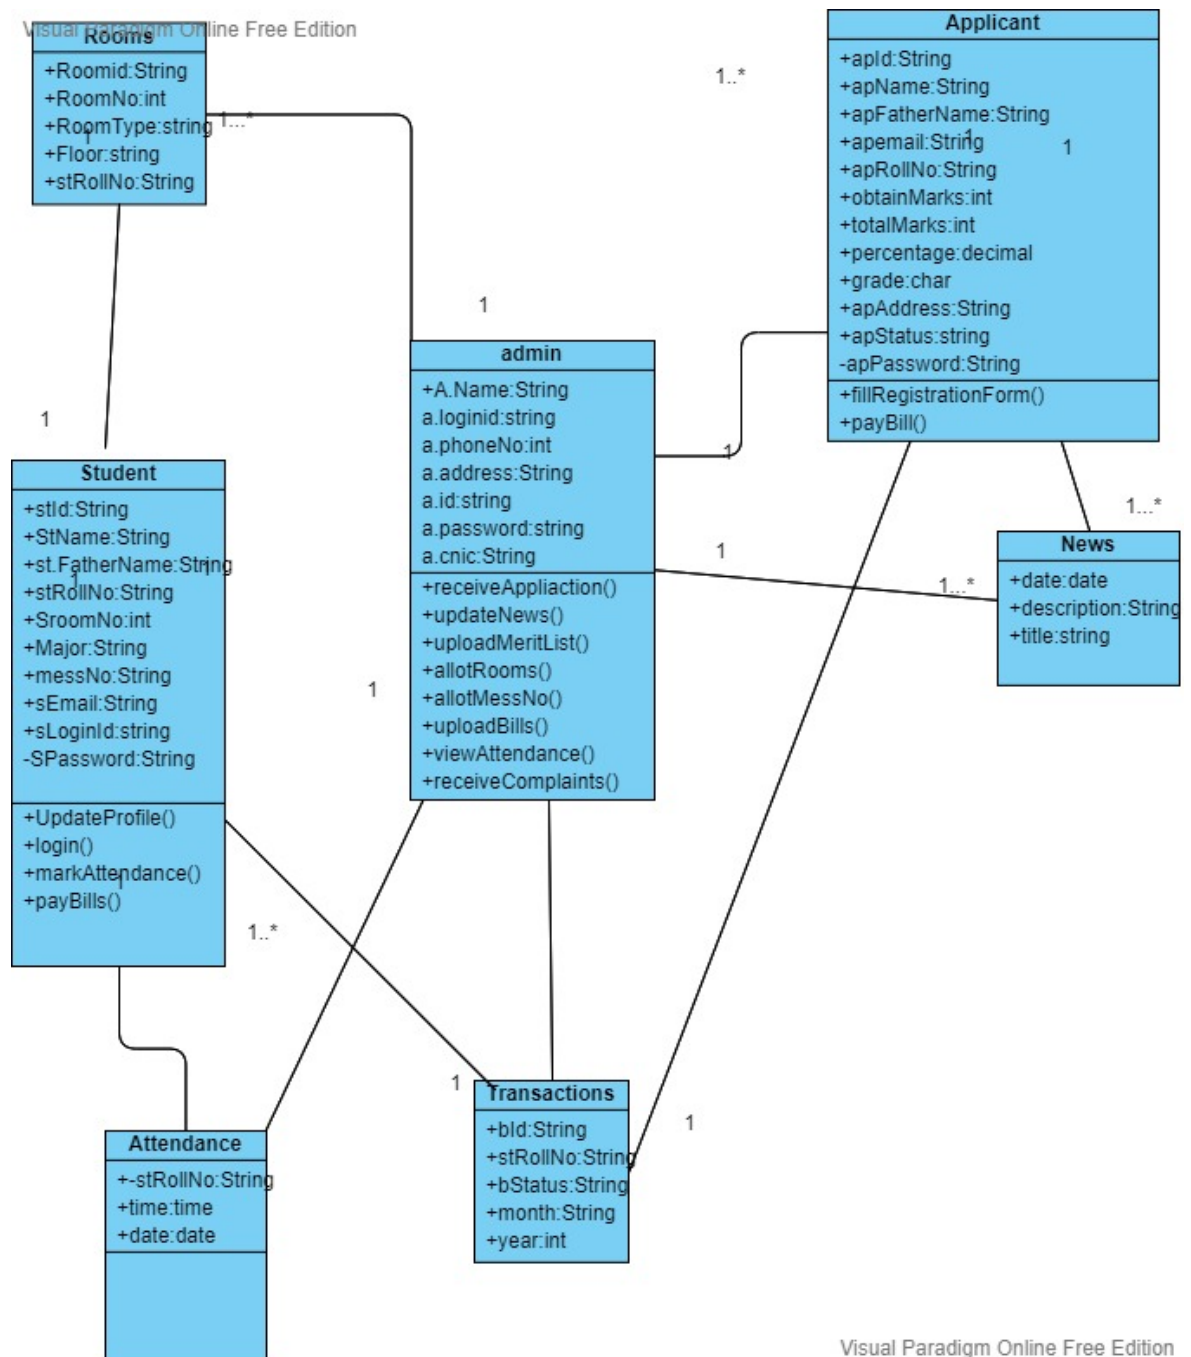 Visual Paradigm Online Free Edition
Rooms
+Roomid:String
+RoomNo:int
+RoomType:string
+Floor:string
+stRollNo:String
1
1...*
1..*
Applicant
+apId:String
+apName:String
+apFatherName:String
+apemail:String
+apRollNo:String
+obtainMarks:int
+totalMarks:int
+percentage:decimal
+grade:char
+apAddress:String
+apStatus:string
-apPassword:String
+fillRegistrationForm()
+payBill()
1
1
1
admin
+A.Name:String
a.loginid:string
a.phoneNo:int
a.address:String
a.id:string
a.password:string
a.cnic:String
+receiveAppliaction()
+updateNews()
+uploadMeritList()
+allotRooms()
+allotMessNo()
+uploadBills()
+viewAttendance()
+receiveComplaints()
1
1
1...*
1...*
News
+date:date
+description:String
+title:string
1
Student
+stId:String
+StName:String
+st.FatherName:String
+stRollNo:String
+SroomNo:int
+Major:String
+messNo:String
+sEmail:String
+sLoginId:string
-SPassword:String
+UpdateProfile()
+login()
+markAttendance()
+payBills()
1
1
1
1
1..*
1
Transactions
+bId:String
+stRollNo:String
+bStatus:String
+month:String
+year:int
1
Attendance
+-stRollNo:String
+time:time
+date:date
Visual Paradigm Online Free Edition